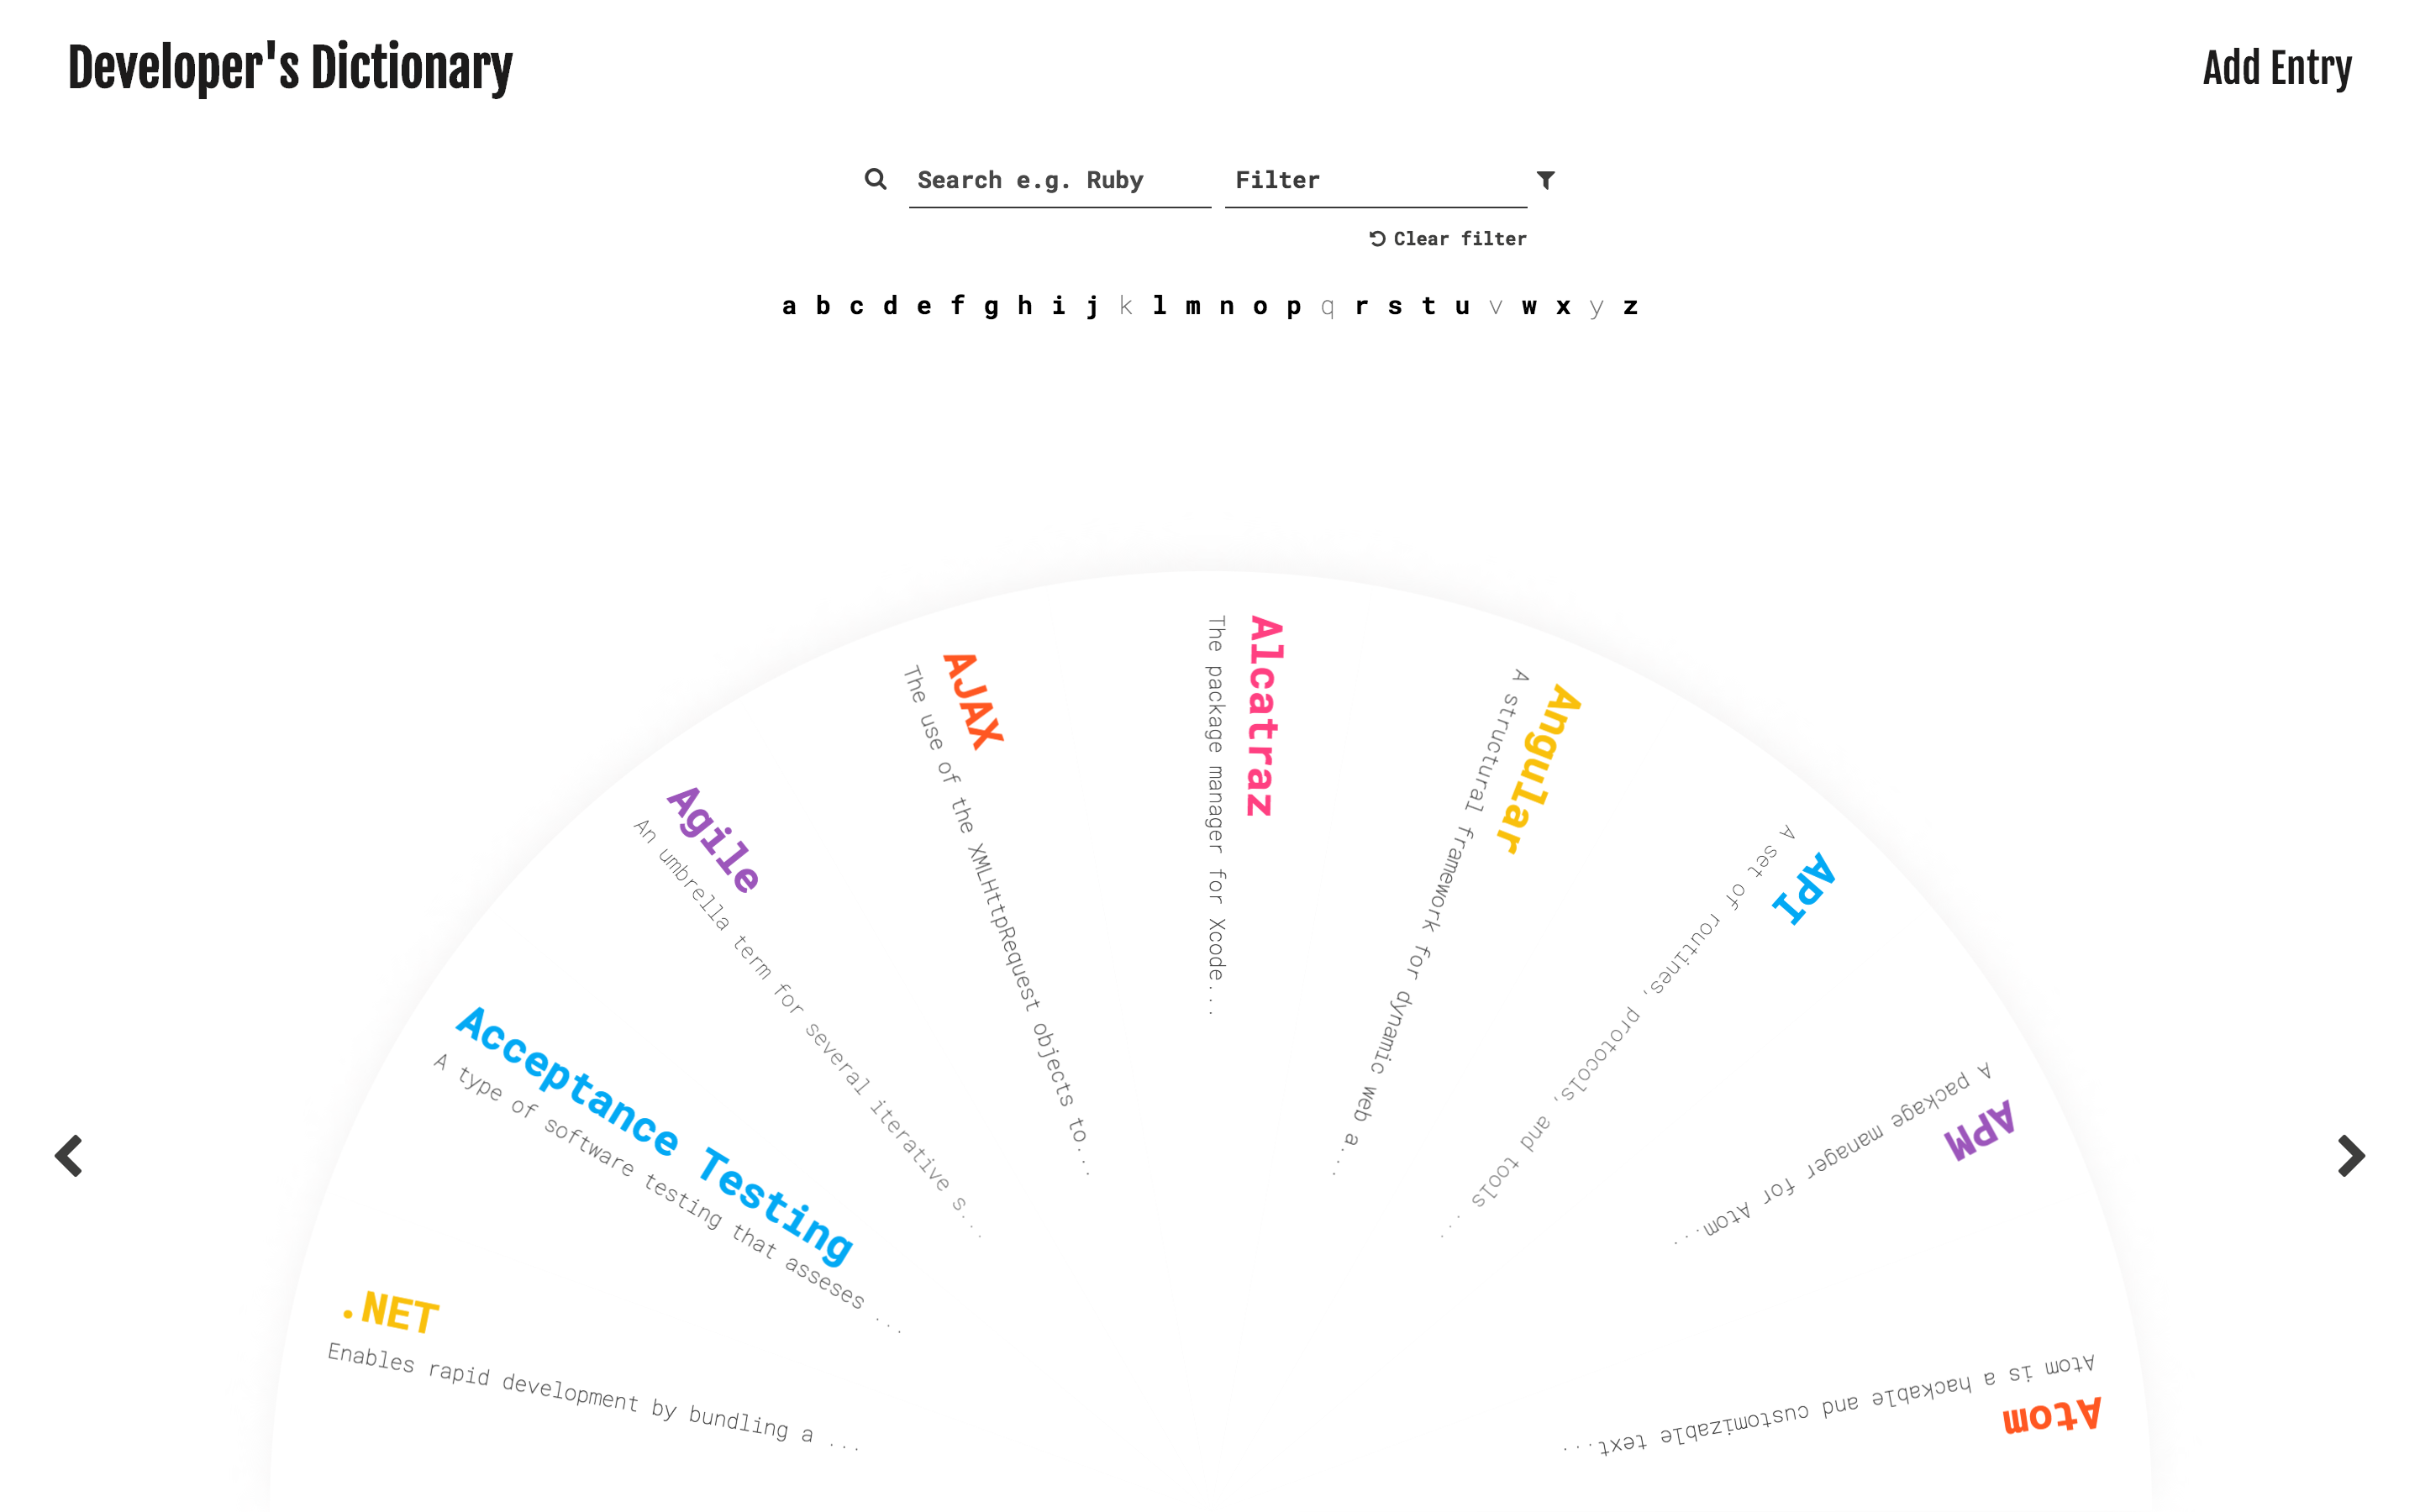 Developer's Dictionary
Add Entry
Search e.g. Ruby
Filter
Clear filter
a b c d e f g h i j k l m n o p q r s t u v w x y z
.NET
Enables rapid development by bundling a ...
Acceptance Testing
A type of software testing that asseses ...
Agile
An umbrella term for several iterative s...
AJAX
The use of the XMLHttpRequest objects to...
Alcatraz
The package manager for Xcode...
Angular
A structural framework for dynamic web a...
API
A set of routines, protocols, and tools ...
APM
A package manager for Atom...
Atom
Atom is a hackable and customizable text...